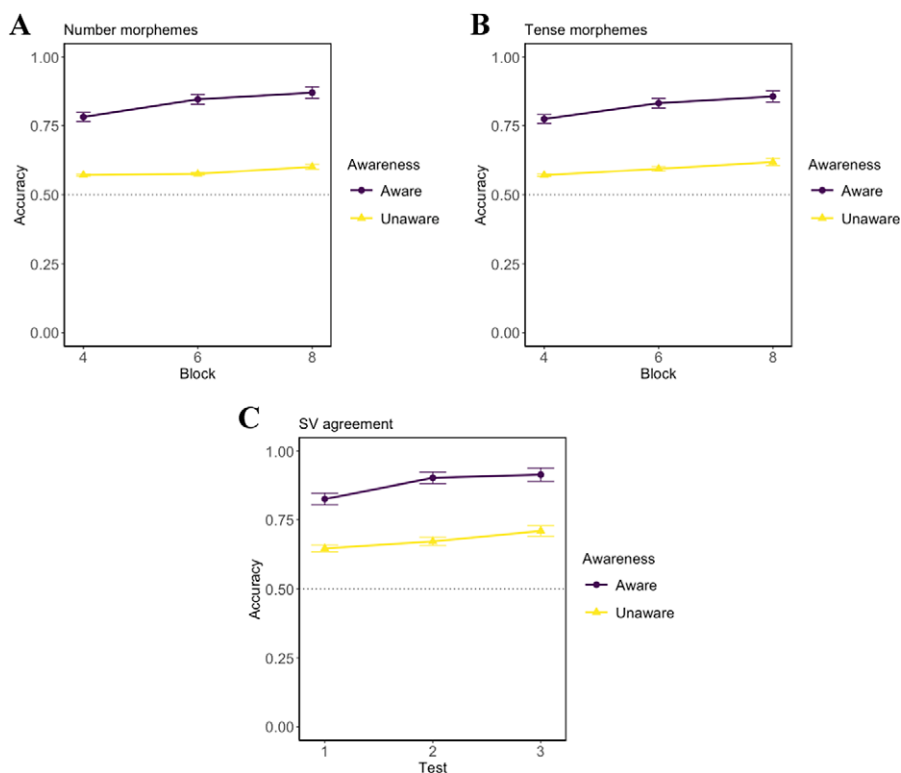 A
Number morphemes
1.00
0.75
0.50
0.25
0.00
Accuracy
4 6 8
Block
Awareness
Aware
Unaware
B
Tense morphemes
1.00
0.75
0.50
0.25
0.00
Accuracy
4 6 8
Block
Awareness
Aware
Unaware
C
SV agreement
1.00
0.75
0.50
0.25
0.00
Accuracy
1 2 3
Test
Awareness
Aware
Unaware